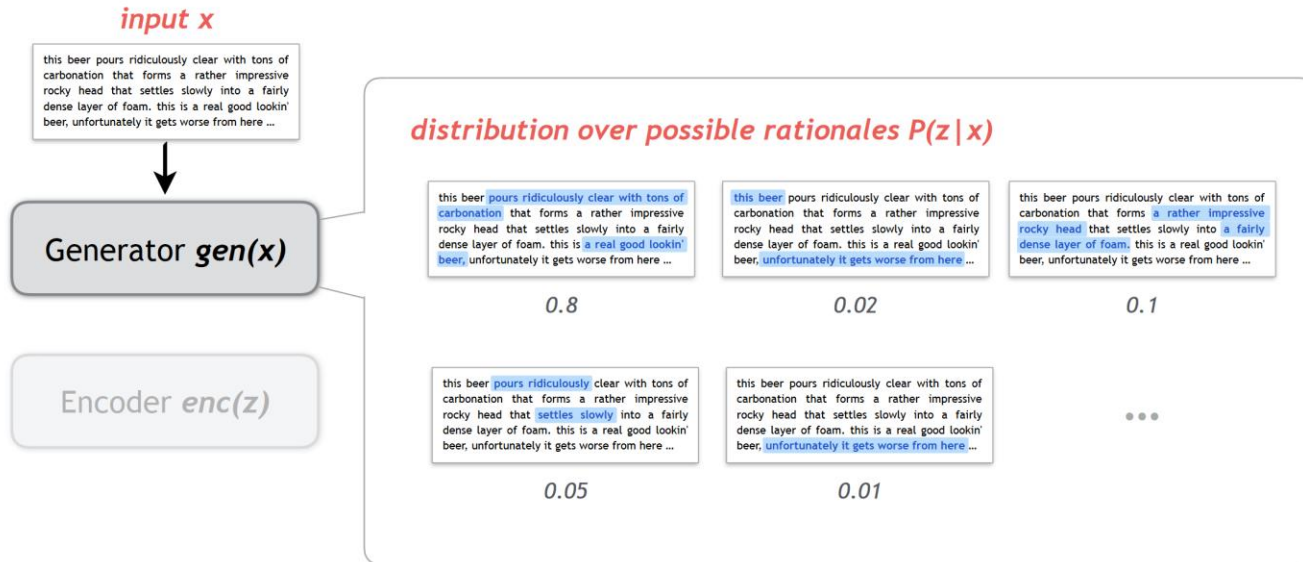 input x
this beer pours ridiculously clear with tons of
carbonation that forms a rather impressive
rocky head that settles slowly into a fairly
dense layer of foam. this is a real good lookin'
beer, unfortunately it gets worse from here ...
Generator gen(x)
Encoder enc(z)
distribution over possible rationales P(z|x)
this beer pours ridiculously clear with tons of
carbonation that forms a rather impressive
rocky head that settles slowly into a fairly
dense layer of foam. this is a real good lookin'
beer, unfortunately it gets worse from here ...
0.8
this beer pours ridiculously clear with tons of
carbonation that forms a rather impressive
rocky head that settles slowly into a fairly
dense layer of foam. this is a real good lookin'
beer, unfortunately it gets worse from here ...
0.02
this beer pours ridiculously clear with tons of
carbonation that forms a rather impressive
rocky head that settles slowly into a fairly
dense layer of foam. this is a real good lookin'
beer, unfortunately it gets worse from here ...
0.1
this beer pours ridiculously clear with tons of
carbonation that forms a rather impressive
rocky head that settles slowly into a fairly
dense layer of foam. this is a real good lookin'
beer, unfortunately it gets worse from here ...
0.05
this beer pours ridiculously clear with tons of
carbonation that forms a rather impressive
rocky head that settles slowly into a fairly
dense layer of foam. this is a real good lookin'
beer, unfortunately it gets worse from here ...
0.01
...